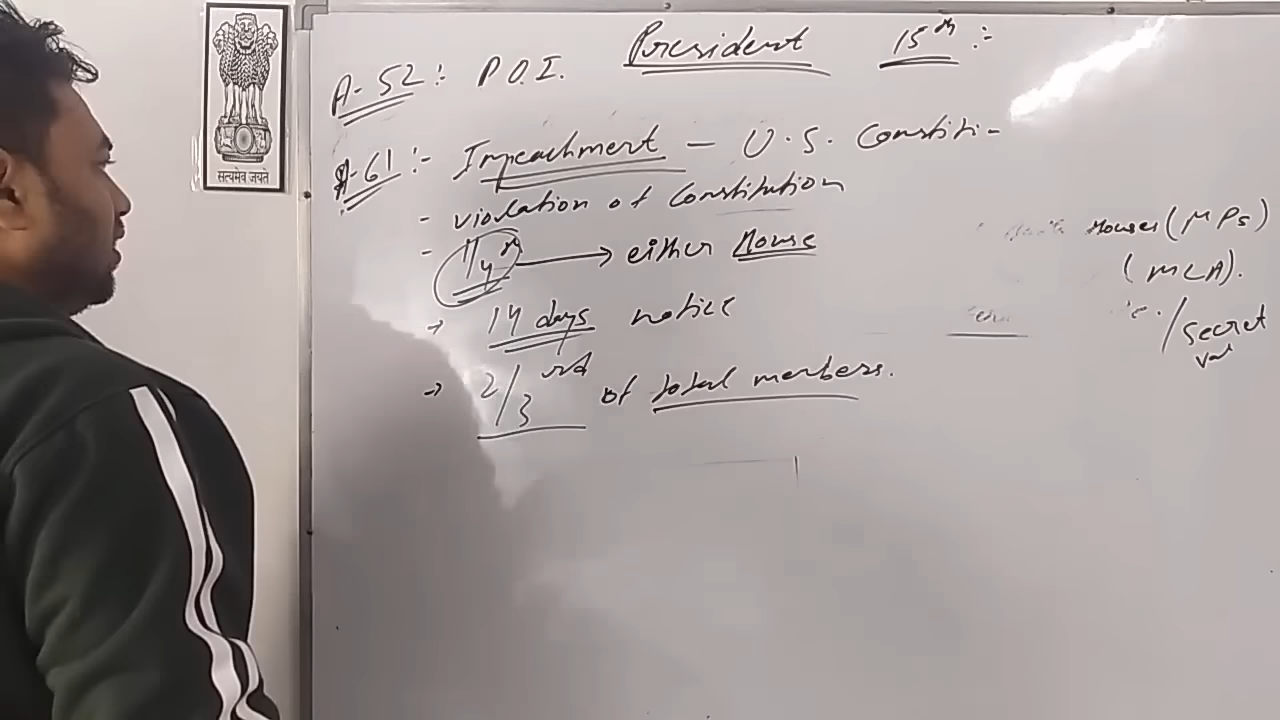 सत्यमेव जयते
President 15th :-
A-52 :- P.O.I.
A-61 :- Impeachment - U.S. Constiti-
- violation of Constitution
- 1/4th → either House
→ 14 days notice
→ 2/3rd of total members.
Houses (MPs)
(MLA).
/ Secret